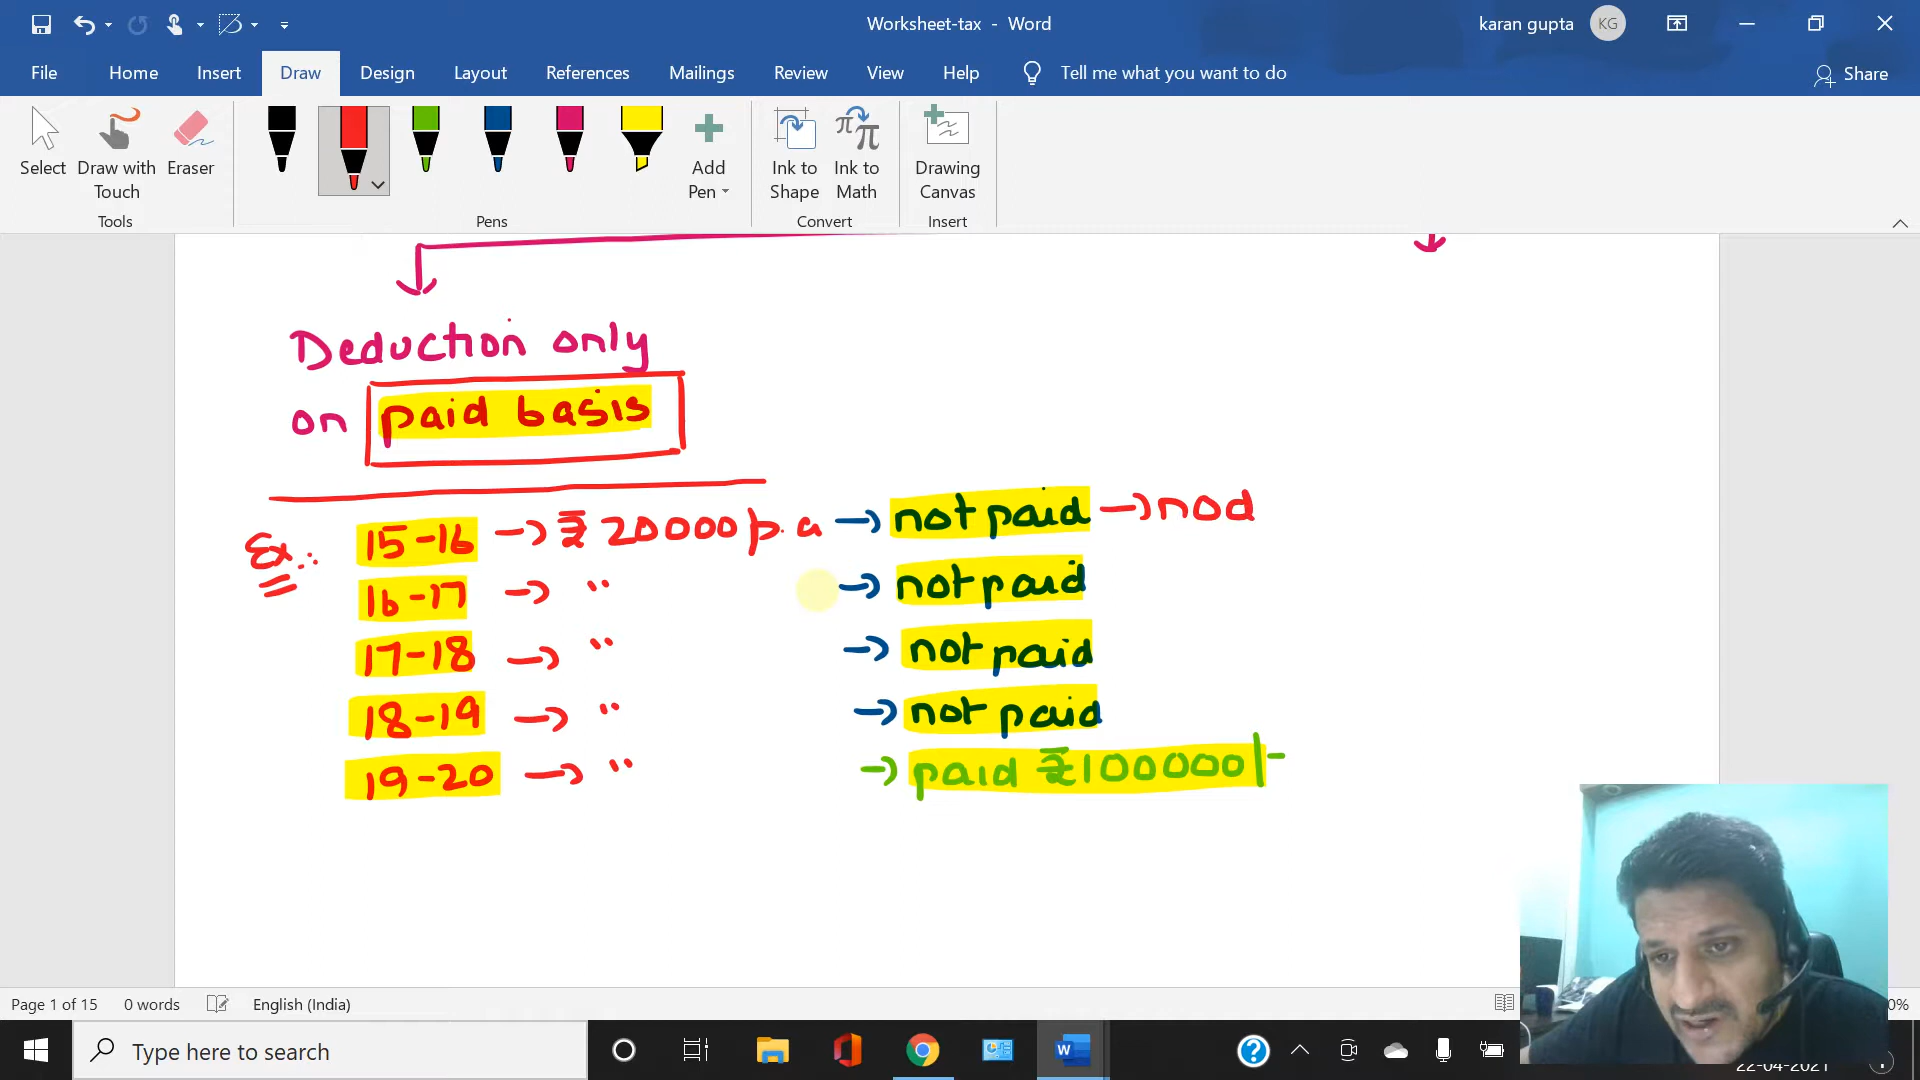 Worksheet-tax - Word
karan gupta KG
File Home Insert Draw Design Layout References Mailings Review View Help Tell me what you want to do Share
Select Draw with Touch Eraser
Add Pen
Ink to Shape Ink to Math
Drawing Canvas
Tools Pens Convert Insert
Deduction only
on paid basis
Ex:. 15-16 → ₹ 20000 p.a → not paid → nod
16-17 → " → not paid
17-18 → " → not paid
18-19 → " → not paid
19-20 → " → paid ₹100000/-
Page 1 of 15 0 words English (India)
Type here to search
22-04-2021